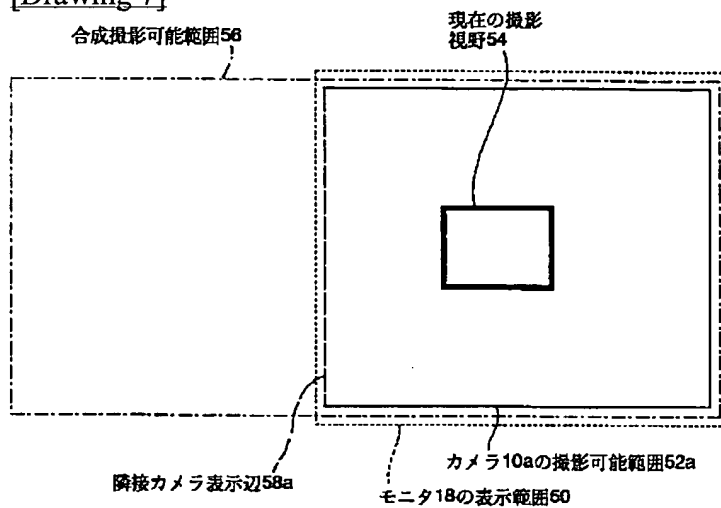 [Drawing 7]
合成撮影可能範囲56
現在の撮影
視野54
隣接カメラ表示辺58a
カメラ10aの撮影可能範囲52a
モニタ18の表示範囲50